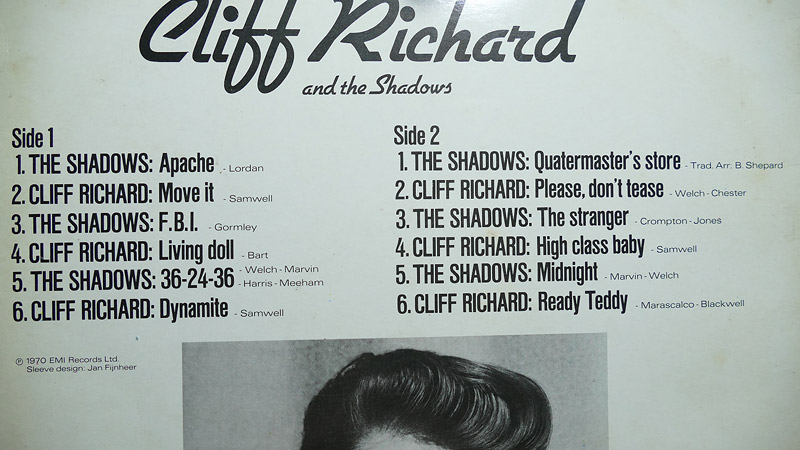 Cliff Richard
and the Shadows
Side 1
1. THE SHADOWS: Apache - Lordan
2. CLIFF RICHARD: Move it - Samwell
3. THE SHADOWS: F.B.I. - Gormley
4. CLIFF RICHARD: Living doll - Bart
5. THE SHADOWS: 36-24-36 - Welch - Marvin
- Harris - Meeham
6. CLIFF RICHARD: Dynamite - Samwell
Side 2
1. THE SHADOWS: Quatermaster's store - Trad. Arr: B. Shepard
2. CLIFF RICHARD: Please, don't tease - Welch - Chester
3. THE SHADOWS: The stranger - Crompton - Jones
4. CLIFF RICHARD: High class baby - Samwell
5. THE SHADOWS: Midnight - Marvin - Welch
6. CLIFF RICHARD: Ready Teddy - Marascalco - Blackwell
℗ 1970 EMI Records Ltd.
Sleeve design: Jan Fijnheer